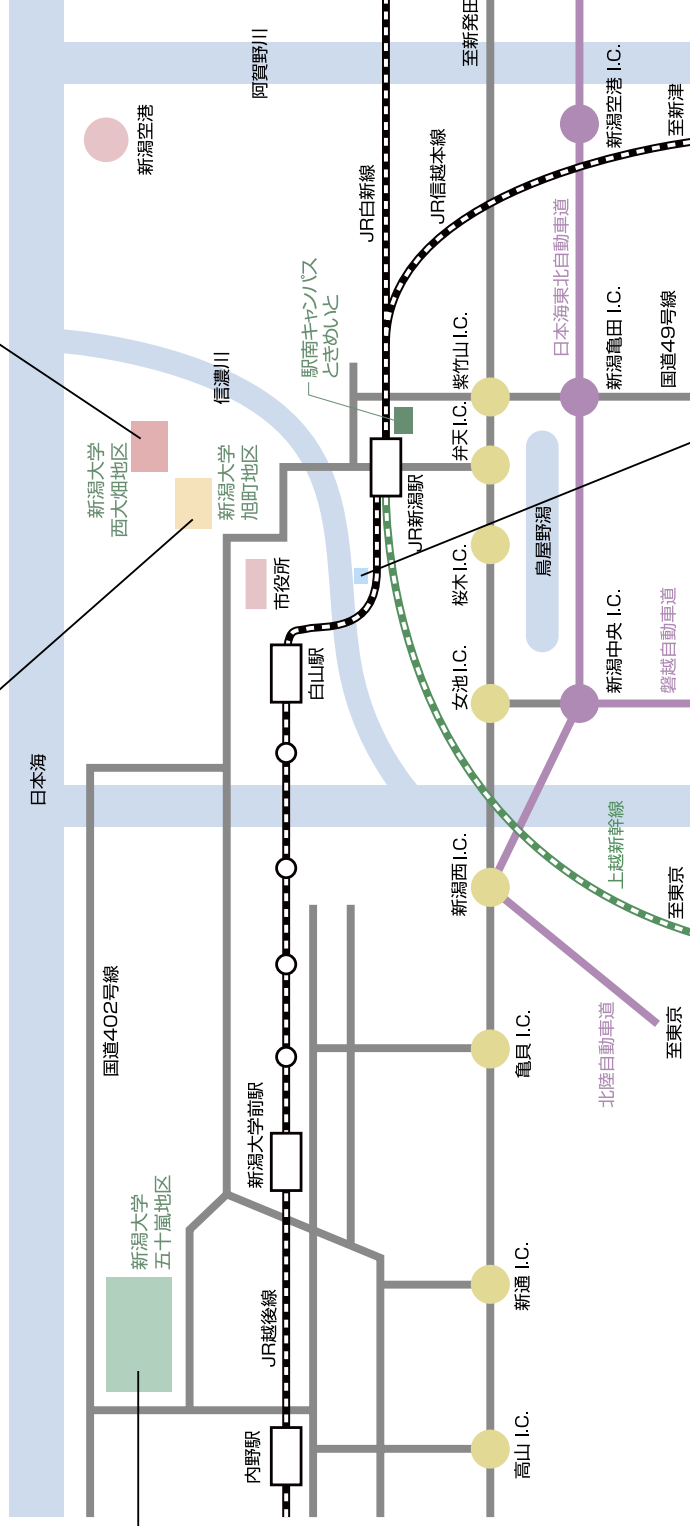 日本海
阿賀野川
新潟空港
至新発田
新潟空港 I.C.
至新津
JR白新線
JR信越本線
日本海東北自動車道
駅南キャンパス
ときめいと
信濃川
紫竹山 I.C.
新潟亀田 I.C.
国道49号線
弁天 I.C.
新潟大学
西大畑地区
新潟大学
旭町地区
JR新潟駅
鳥屋野潟
桜木 I.C.
市役所
白山駅
女池 I.C.
新潟中央 I.C.
磐越自動車道
上越新幹線
至東京
新潟西 I.C.
国道402号線
北陸自動車道
至東京
亀貝 I.C.
新潟大学前駅
新潟大学
五十嵐地区
新通 I.C.
JR越後線
内野駅
高山 I.C.